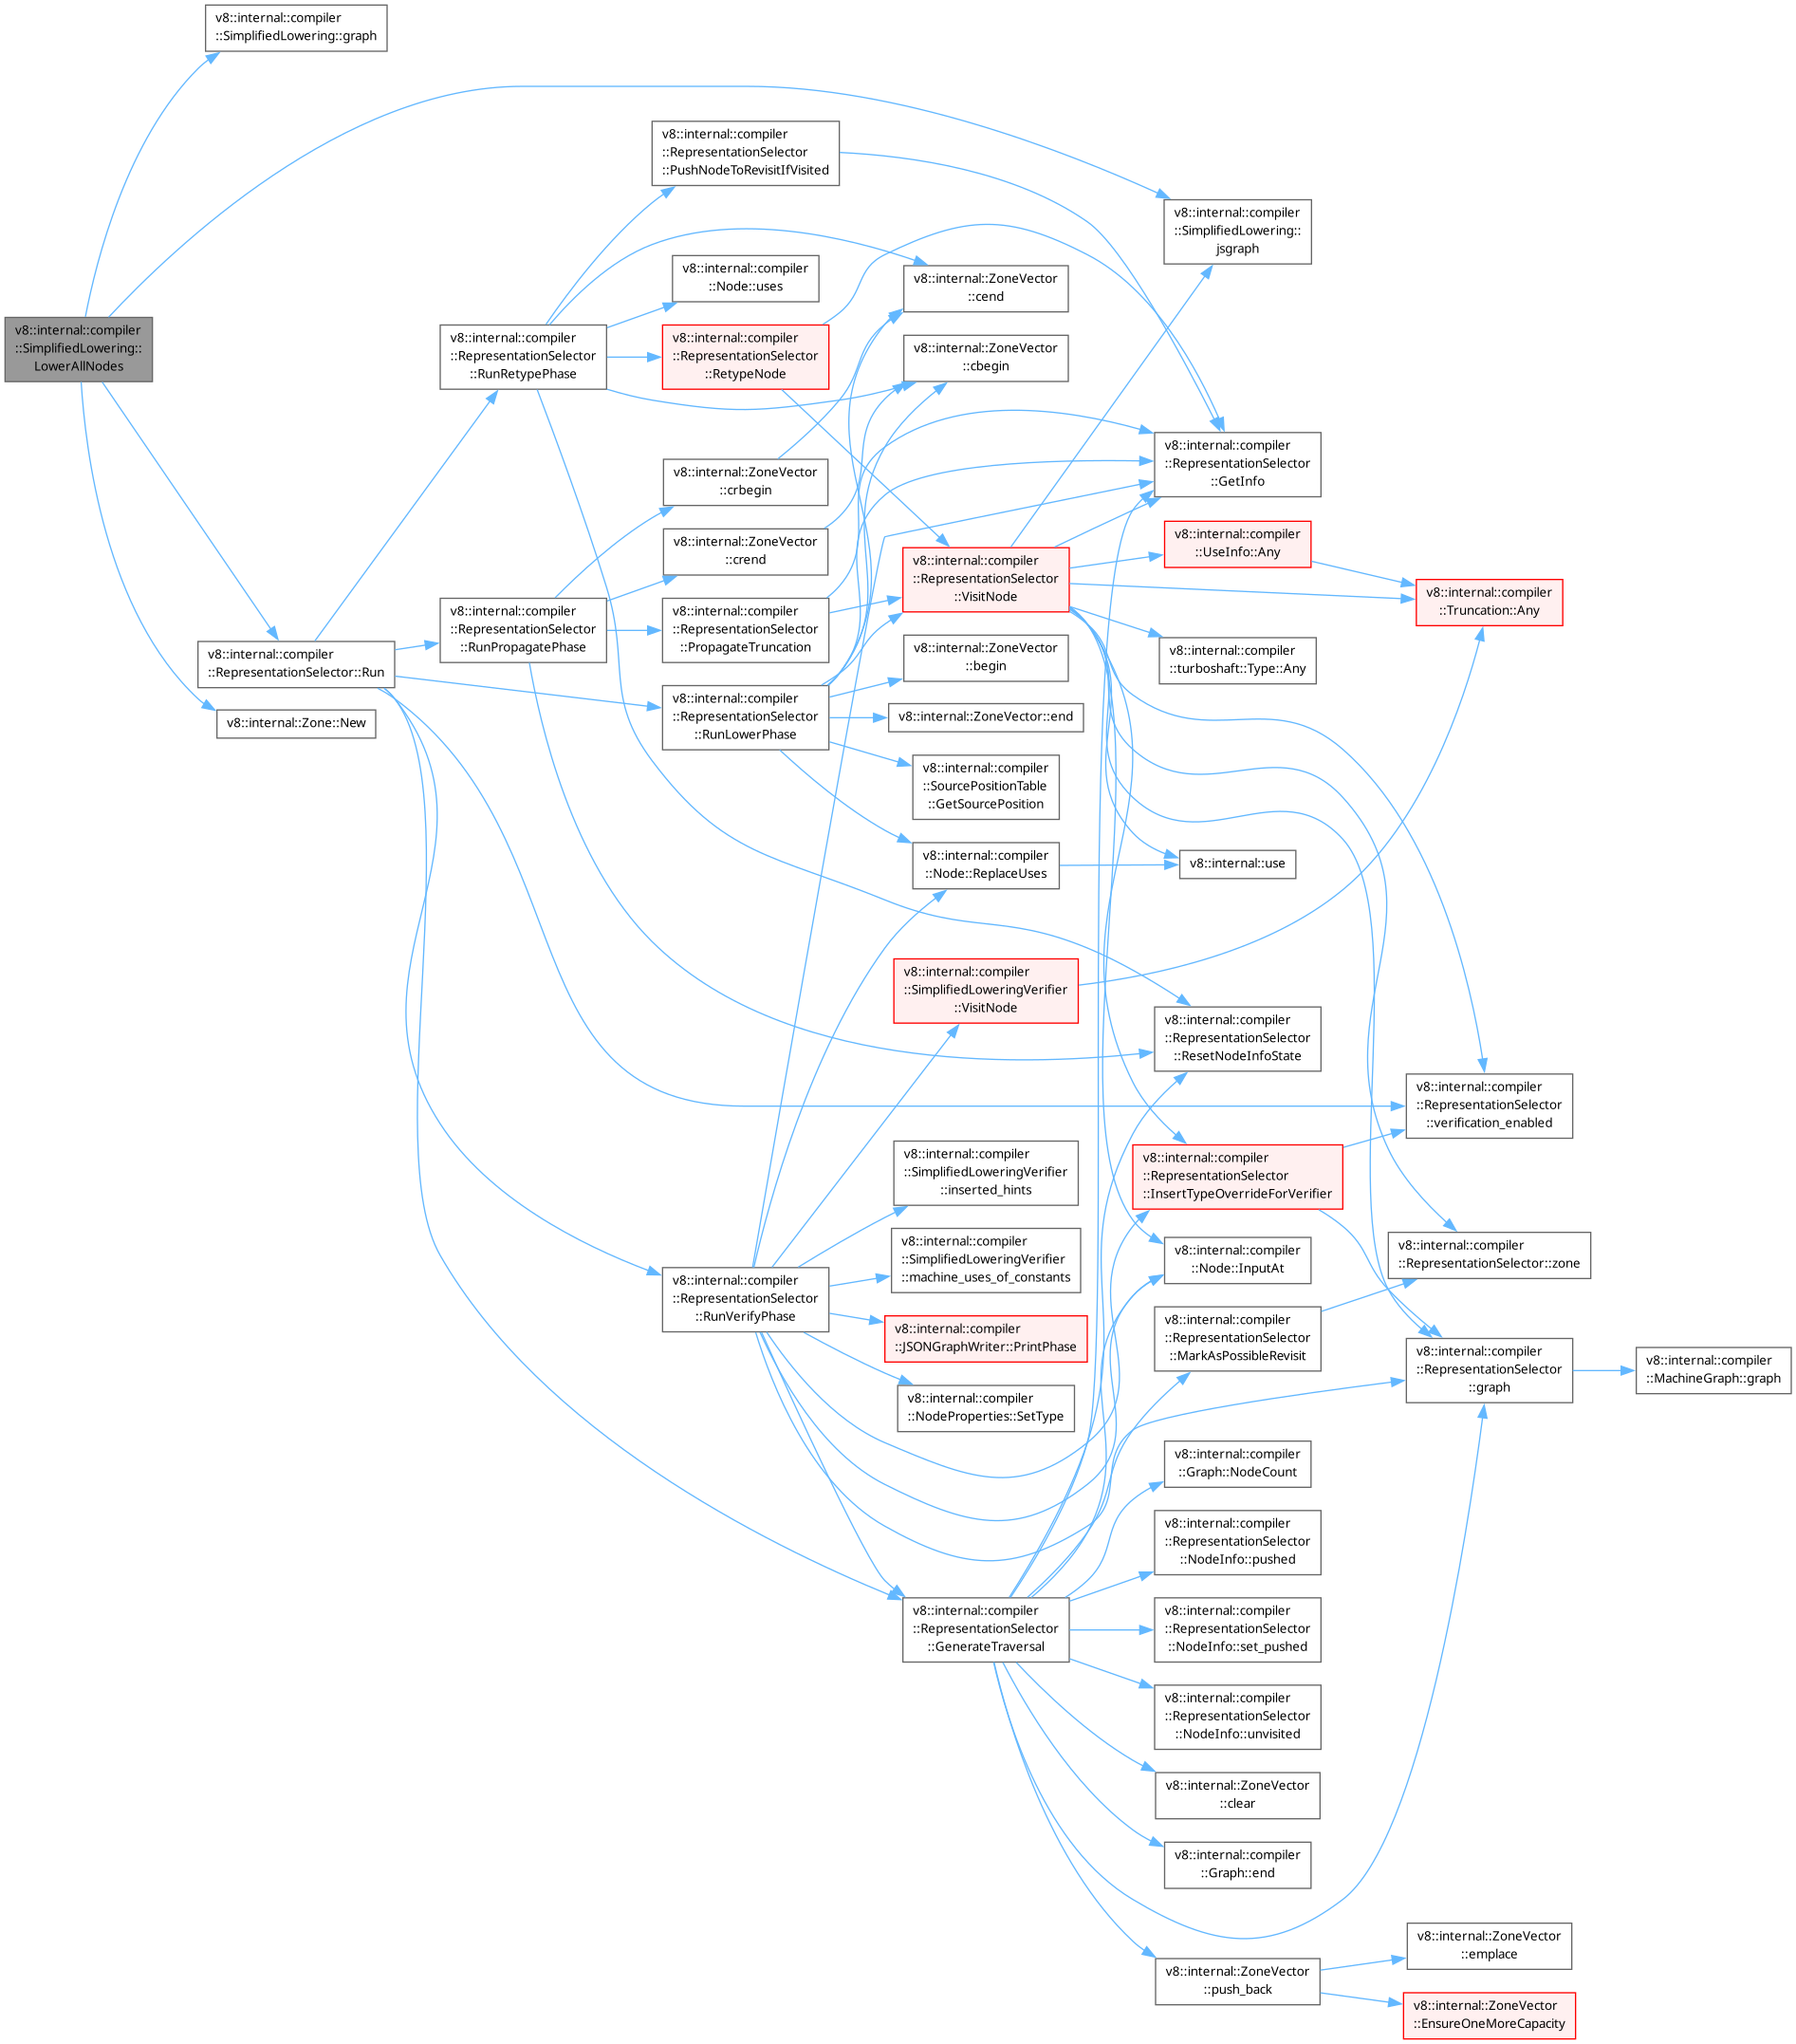 v8::internal::compiler
::SimplifiedLowering::graph
v8::internal::compiler
::SimplifiedLowering::
LowerAllNodes
v8::internal::compiler
::RepresentationSelector::Run
v8::internal::Zone::New
v8::internal::compiler
::RepresentationSelector
::RunRetypePhase
v8::internal::compiler
::RepresentationSelector
::RunPropagatePhase
v8::internal::compiler
::RepresentationSelector
::PushNodeToRevisitIfVisited
v8::internal::compiler
::Node::uses
v8::internal::compiler
::RepresentationSelector
::RetypeNode
v8::internal::ZoneVector
::crbegin
v8::internal::ZoneVector
::crend
v8::internal::compiler
::RepresentationSelector
::PropagateTruncation
v8::internal::compiler
::RepresentationSelector
::RunLowerPhase
v8::internal::compiler
::RepresentationSelector
::RunVerifyPhase
v8::internal::ZoneVector
::cend
v8::internal::ZoneVector
::cbegin
v8::internal::compiler
::RepresentationSelector
::VisitNode
v8::internal::ZoneVector
::begin
v8::internal::ZoneVector::end
v8::internal::compiler
::SourcePositionTable
::GetSourcePosition
v8::internal::compiler
::Node::ReplaceUses
v8::internal::compiler
::SimplifiedLoweringVerifier
::VisitNode
v8::internal::compiler
::SimplifiedLoweringVerifier
::inserted_hints
v8::internal::compiler
::SimplifiedLoweringVerifier
::machine_uses_of_constants
v8::internal::compiler
::JSONGraphWriter::PrintPhase
v8::internal::compiler
::NodeProperties::SetType
v8::internal::compiler
::RepresentationSelector
::GenerateTraversal
v8::internal::compiler
::SimplifiedLowering::
jsgraph
v8::internal::compiler
::RepresentationSelector
::GetInfo
v8::internal::compiler
::UseInfo::Any
v8::internal::compiler
::turboshaft::Type::Any
v8::internal::use
v8::internal::compiler
::RepresentationSelector
::ResetNodeInfoState
v8::internal::compiler
::RepresentationSelector
::InsertTypeOverrideForVerifier
v8::internal::compiler
::Node::InputAt
v8::internal::compiler
::RepresentationSelector
::MarkAsPossibleRevisit
v8::internal::compiler
::Graph::NodeCount
v8::internal::compiler
::RepresentationSelector
::NodeInfo::pushed
v8::internal::compiler
::RepresentationSelector
::NodeInfo::set_pushed
v8::internal::compiler
::RepresentationSelector
::NodeInfo::unvisited
v8::internal::ZoneVector
::clear
v8::internal::compiler
::Graph::end
v8::internal::ZoneVector
::push_back
v8::internal::compiler
::Truncation::Any
v8::internal::compiler
::RepresentationSelector
::verification_enabled
v8::internal::compiler
::RepresentationSelector::zone
v8::internal::compiler
::RepresentationSelector
::graph
v8::internal::compiler
::MachineGraph::graph
v8::internal::ZoneVector
::emplace
v8::internal::ZoneVector
::EnsureOneMoreCapacity